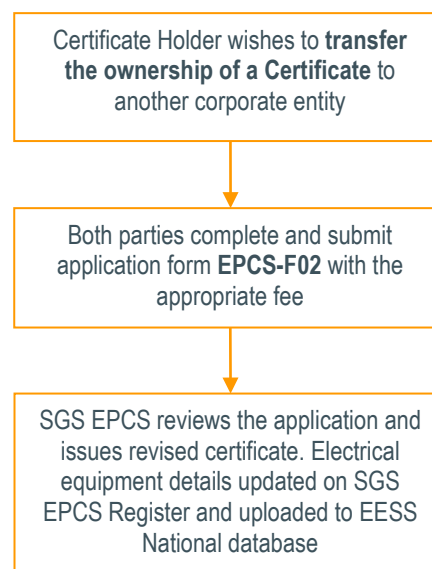 Certificate Holder wishes to transfer
the ownership of a Certificate to
another corporate entity
Both parties complete and submit
application form EPCS-F02 with the
appropriate fee
SGS EPCS reviews the application and
issues revised certificate. Electrical
equipment details updated on SGS
EPCS Register and uploaded to EESS
National database